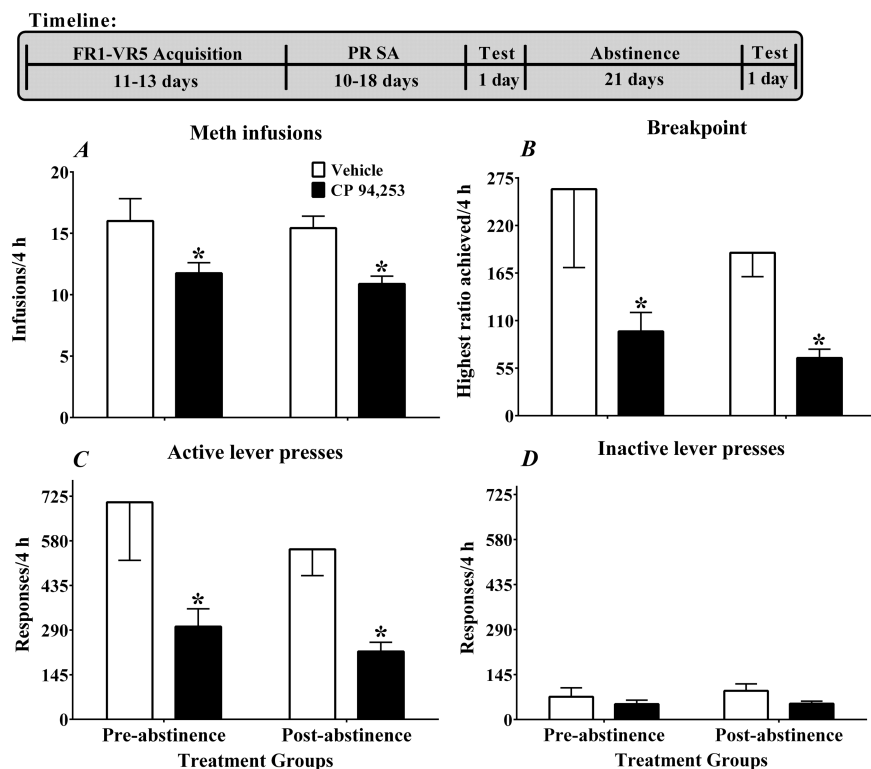 Timeline:
FR1-VR5 Acquisition PR SA Test Abstinence Test
11-13 days 10-18 days 1 day 21 days 1 day
Meth infusions
A
Vehicle
CP 94,253
Infusions/4 h
20
15
10
5
0
*
*
Breakpoint
B
Highest ratio achieved/4 h
275
220
165
110
55
0
*
*
Active lever presses
C
Responses/4 h
725
580
435
290
145
0
*
*
Pre-abstinence Post-abstinence
Treatment Groups
Inactive lever presses
D
Responses/4 h
725
580
435
290
145
0
Pre-abstinence Post-abstinence
Treatment Groups